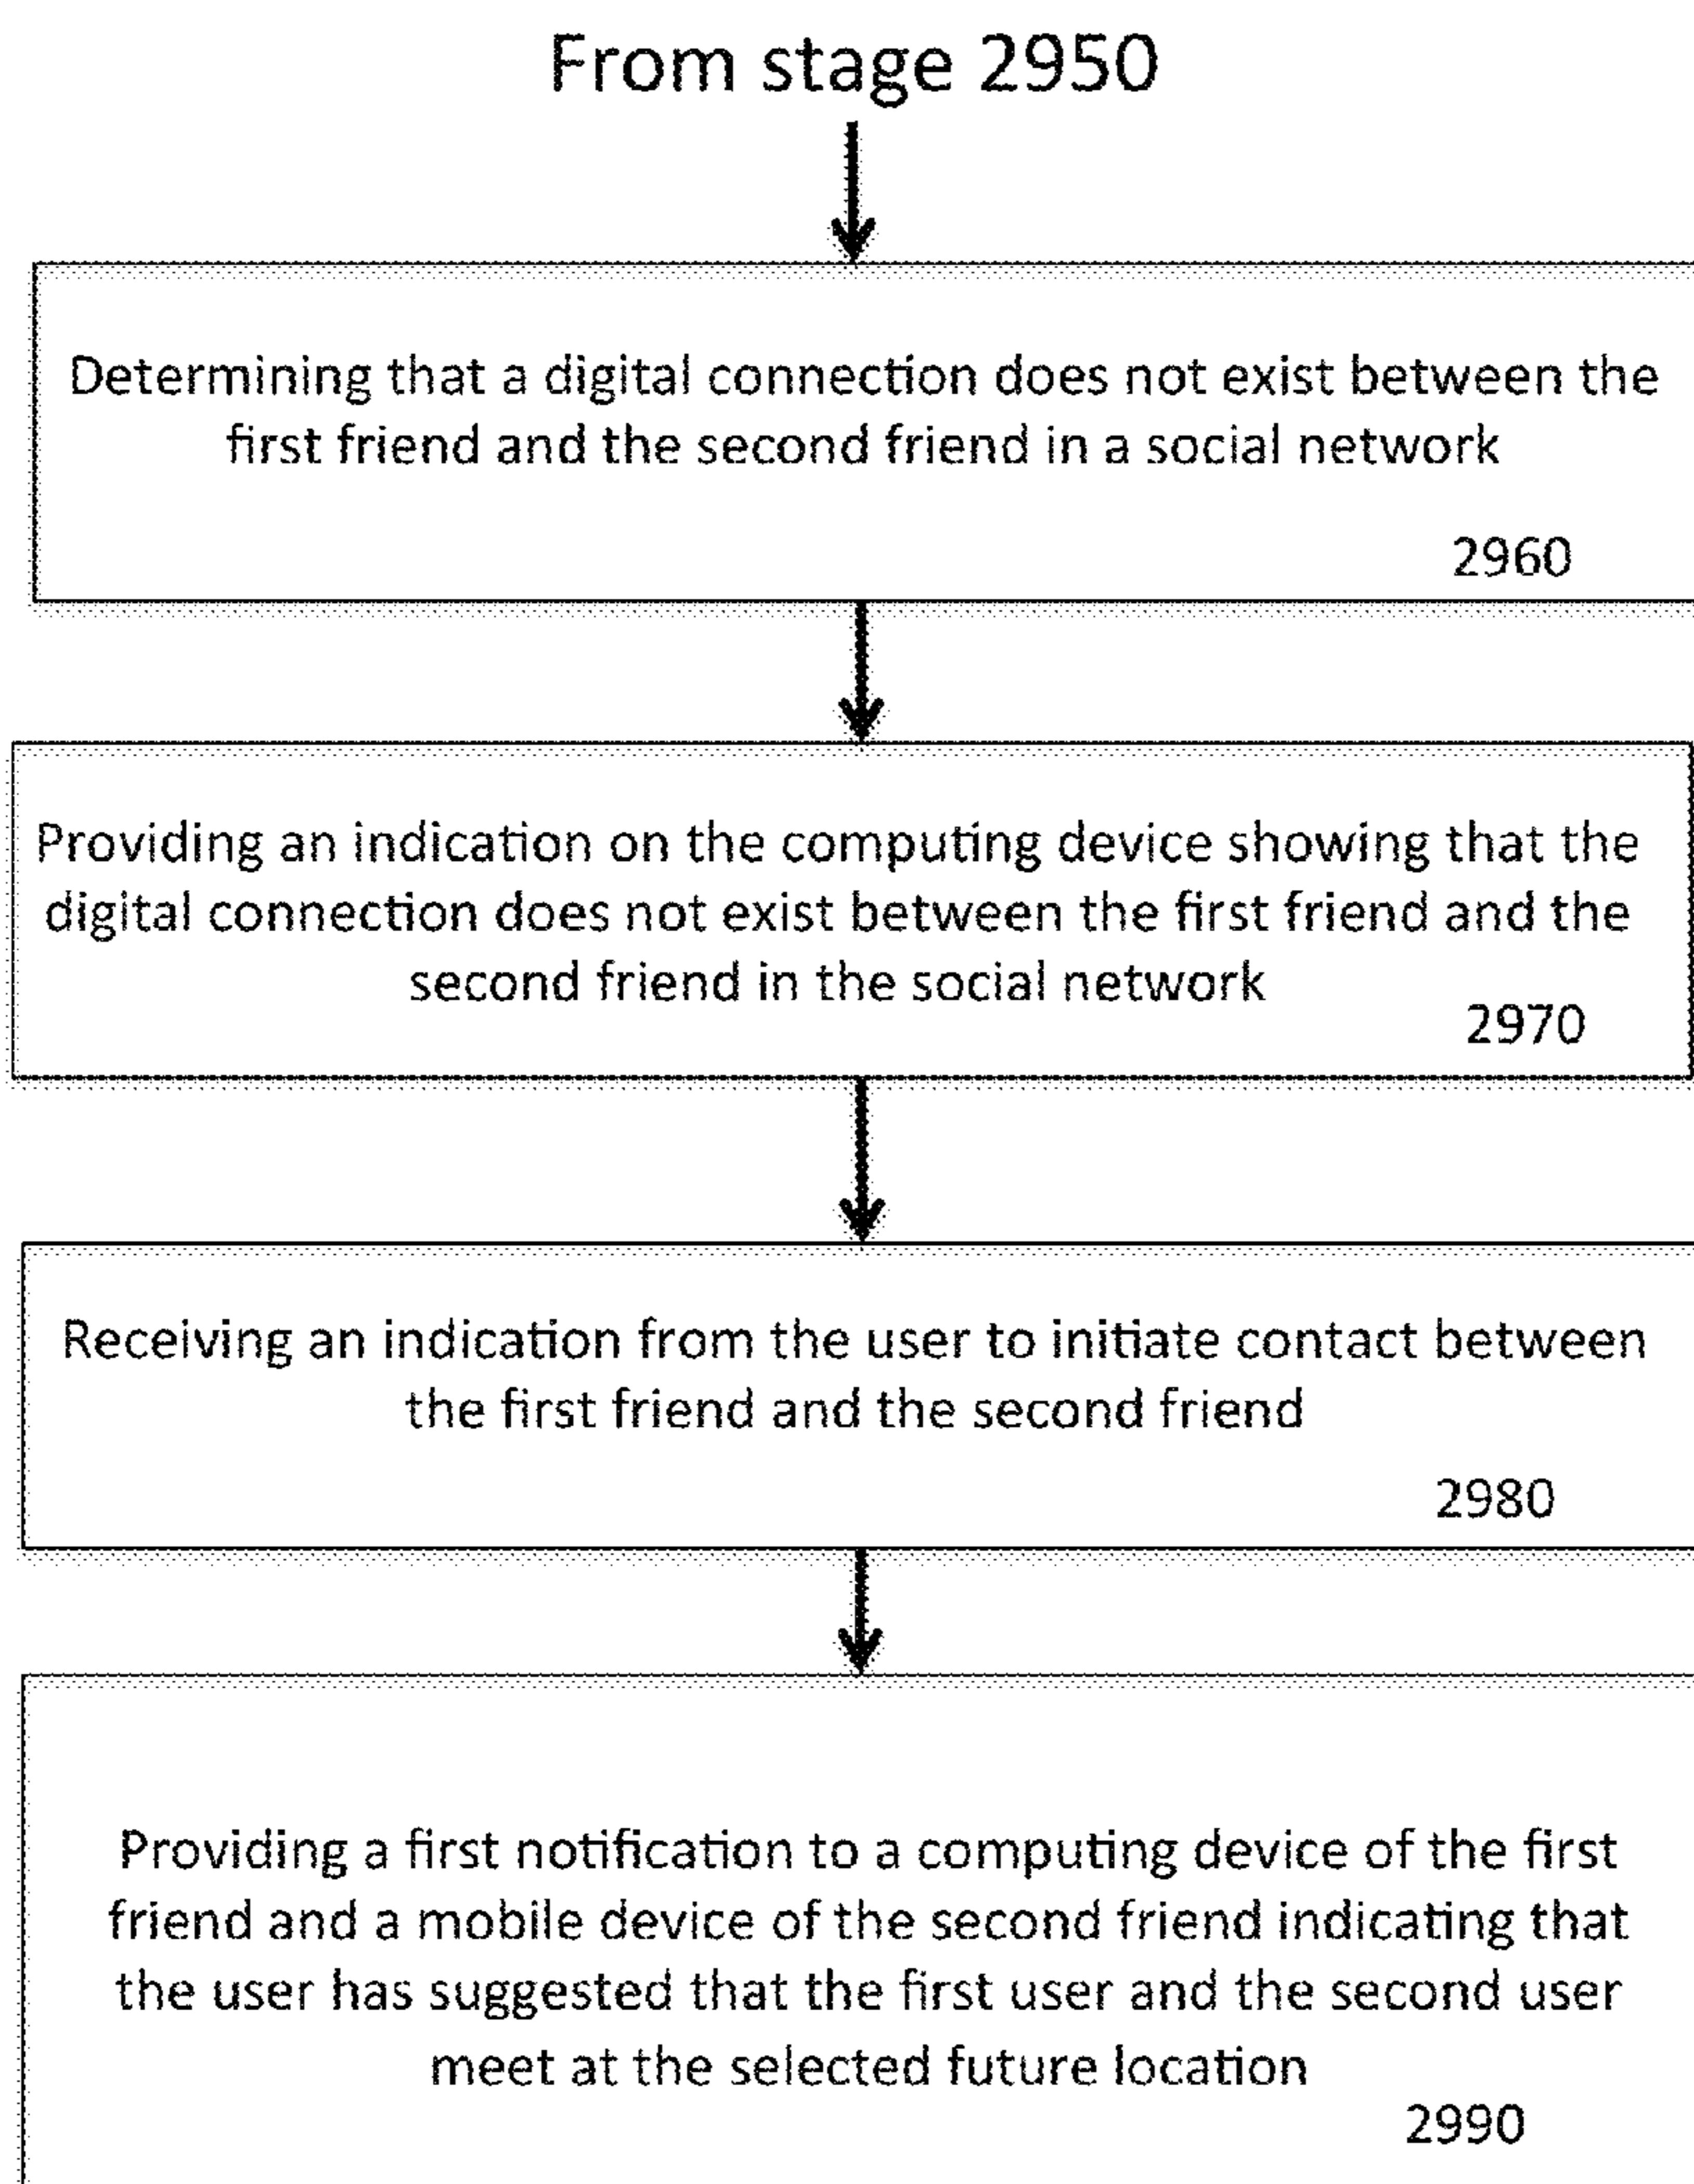 From stage 2950
Determining that a digital connection does not exist between the
first friend and the second friend in a social network
2960
Providing an indication on the computing device showing that the
digital connection does not exist between the first friend and the
second friend in the social network
2970
Receiving an indication from the user to initiate contact between
the first friend and the second friend
2980
Providing a first notification to a computing device of the first
friend and a mobile device of the second friend indicating that
the user has suggested that the first user and the second user
meet at the selected future location
2990